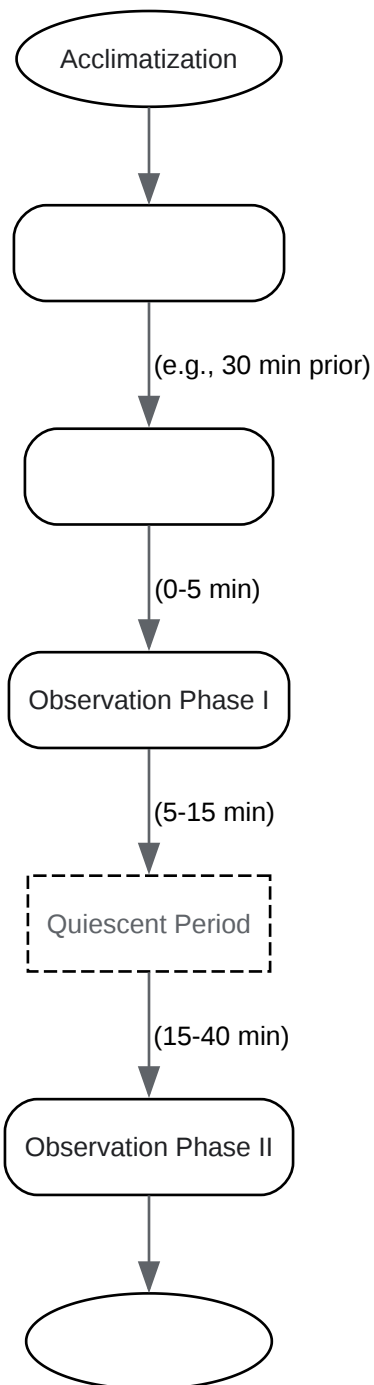 Acclimatization
(e.g., 30 min prior)
(0-5 min)
Observation Phase I
(5-15 min)
Quiescent Period
(15-40 min)
Observation Phase II